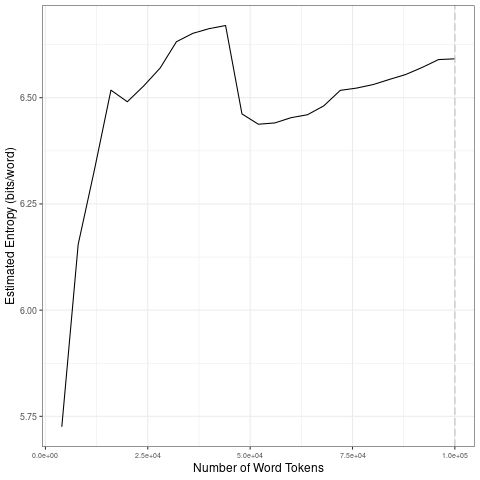 Estimated Entropy (bits/word)
6.50
6.25
6.00
5.75
0.0e+00 2.5e+04 5.0e+04 7.5e+04 1.0e+05
Number of Word Tokens